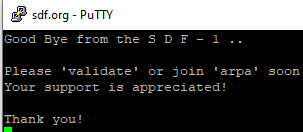 sdf.org - PuTTY
Good Bye from the S D F - 1 ..
Please 'validate' or join 'arpa' soon
Your support is appreciated!
Thank you!